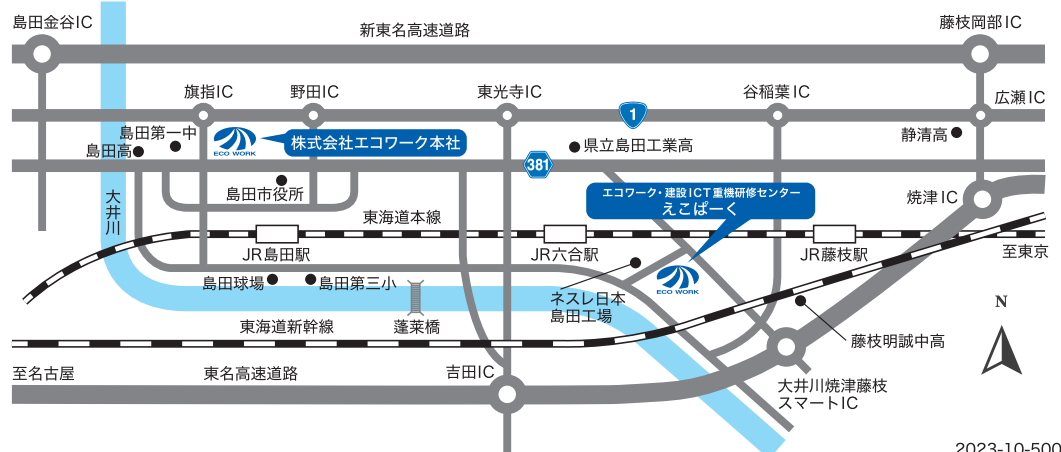 島田金谷IC
新東名高速道路
藤枝岡部IC
旗指IC
野田IC
東光寺IC
1
谷稲葉IC
広瀬IC
島田第一中
島田高
ECO WORK
株式会社エコワーク本社
県立島田工業高
静清高
381
島田市役所
エコワーク・建設ICT重機研修センター
えこぱーく
焼津IC
大井川
東海道本線
JR島田駅
JR六合駅
JR藤枝駅
至東京
島田球場
島田第三小
ECO WORK
ネスレ日本
島田工場
N
東海道新幹線
蓬莱橋
藤枝明誠中高
至名古屋
東名高速道路
吉田IC
大井川焼津藤枝
スマートIC
2023-10-500